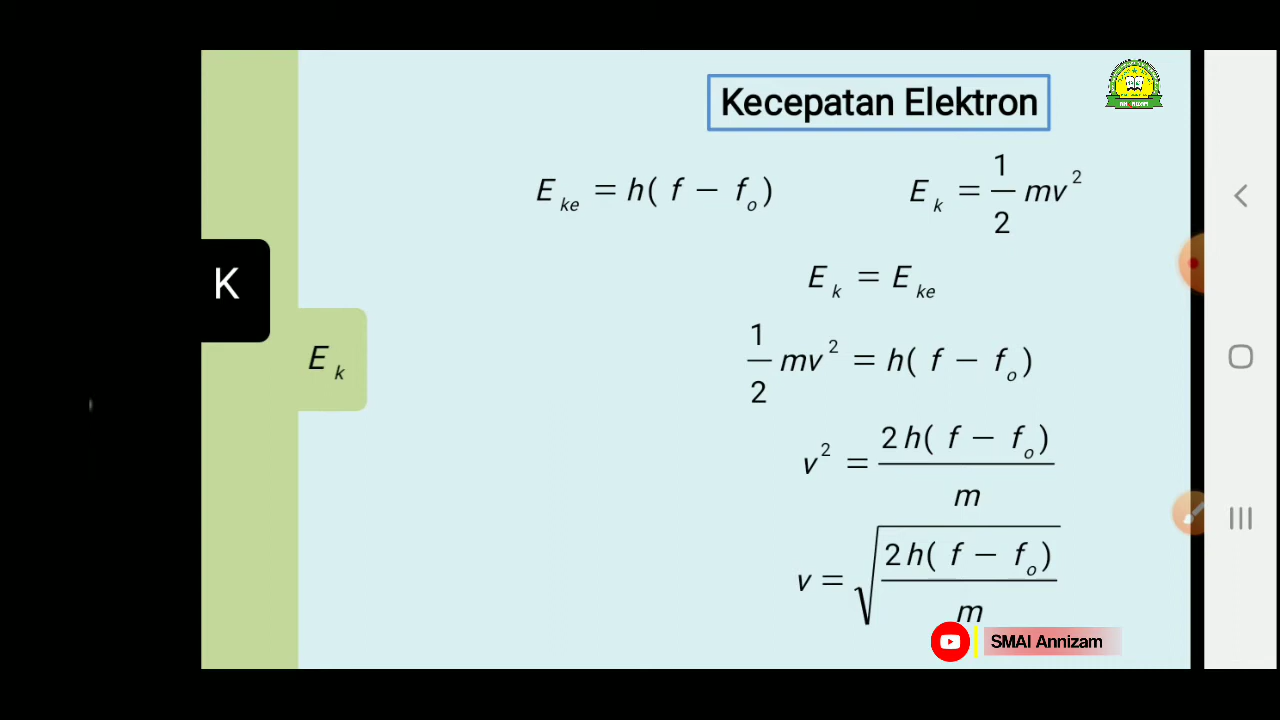 Kecepatan Elektron
E_ke = h( f − f_o)
E_k = 1/2 mv^2
E_k = E_ke
1/2 mv^2 = h( f − f_o)
v^2 = 2h( f − f_o) / m
v = √(2h( f − f_o) / m)
K
E_k
SMAI Annizam